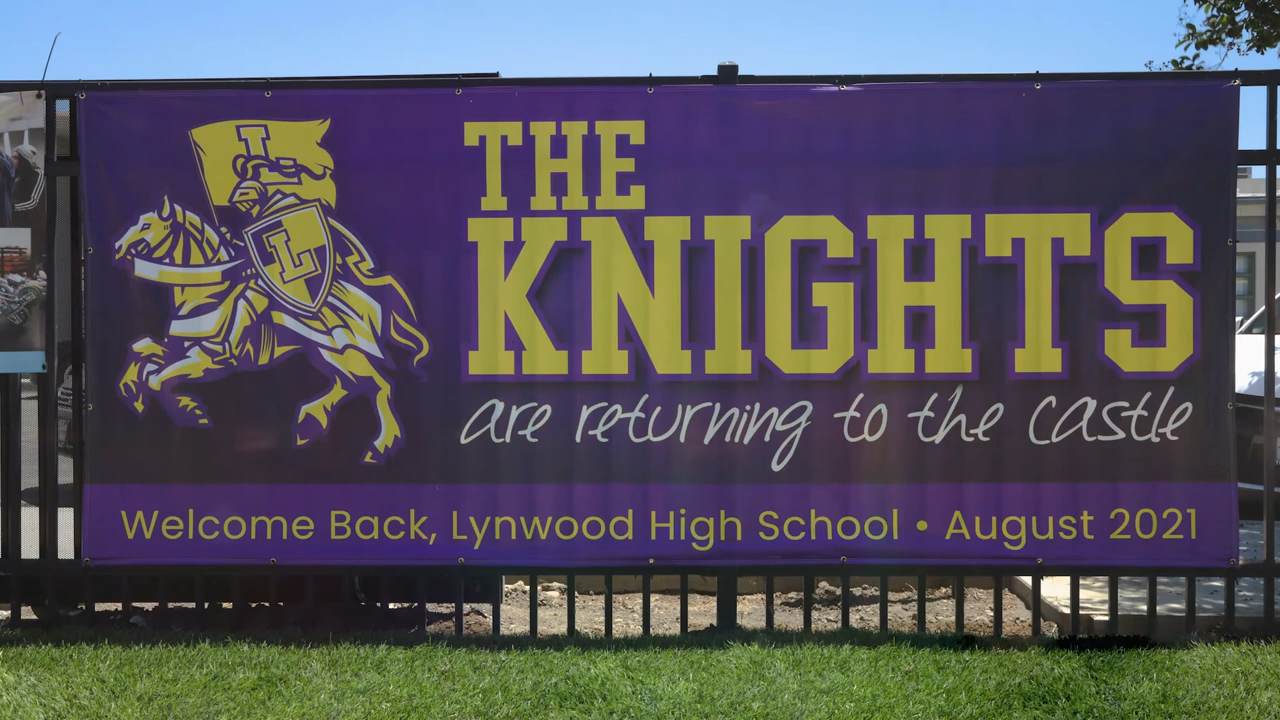 L
L
THE
KNIGHTS
are returning to the castle
Welcome Back, Lynwood High School • August 2021